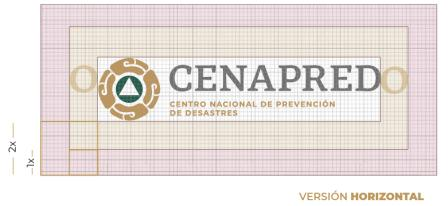 O CENAPRED O
CENTRO NACIONAL DE PREVENCIÓN
DE DESASTRES
2x
1x
VERSIÓN HORIZONTAL